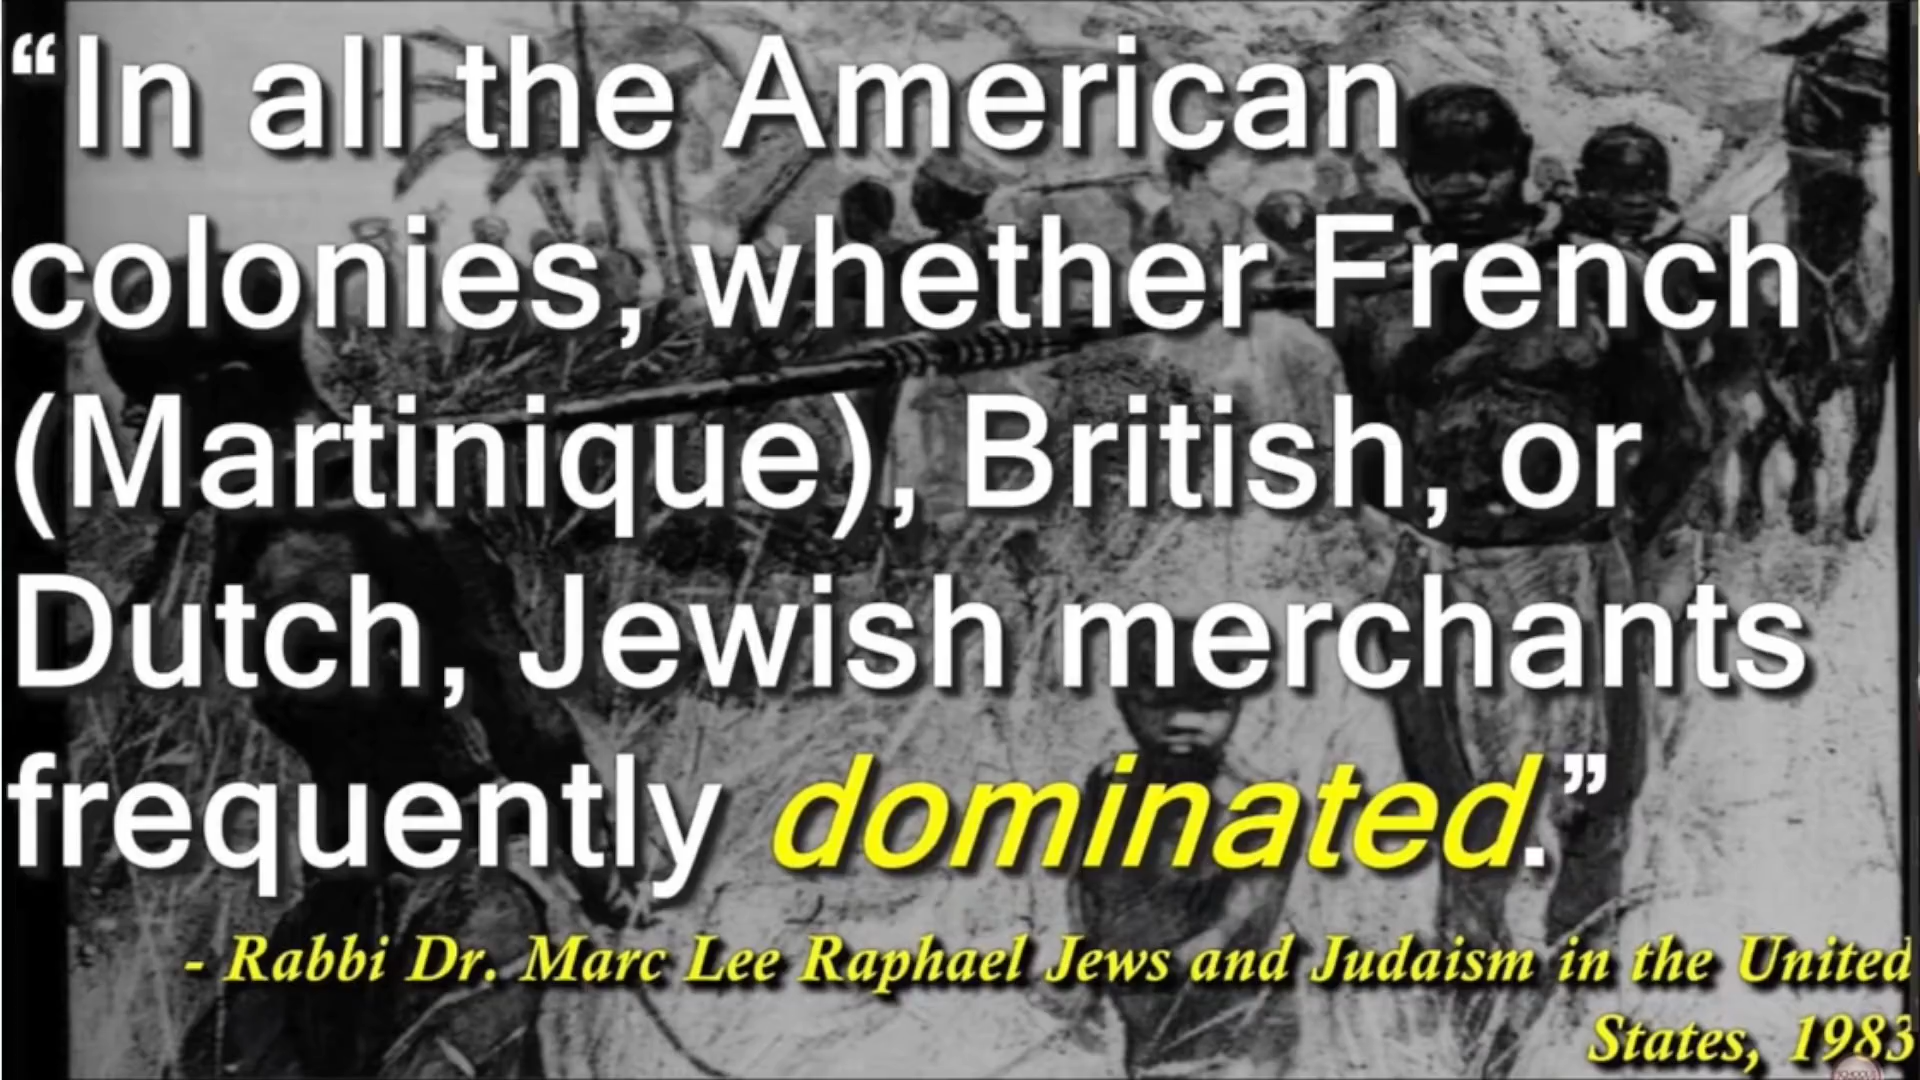 “In all the American
colonies, whether French
(Martinique), British, or
Dutch, Jewish merchants
frequently dominated.”
- Rabbi Dr. Marc Lee Raphael Jews and Judaism in the United
States, 1983